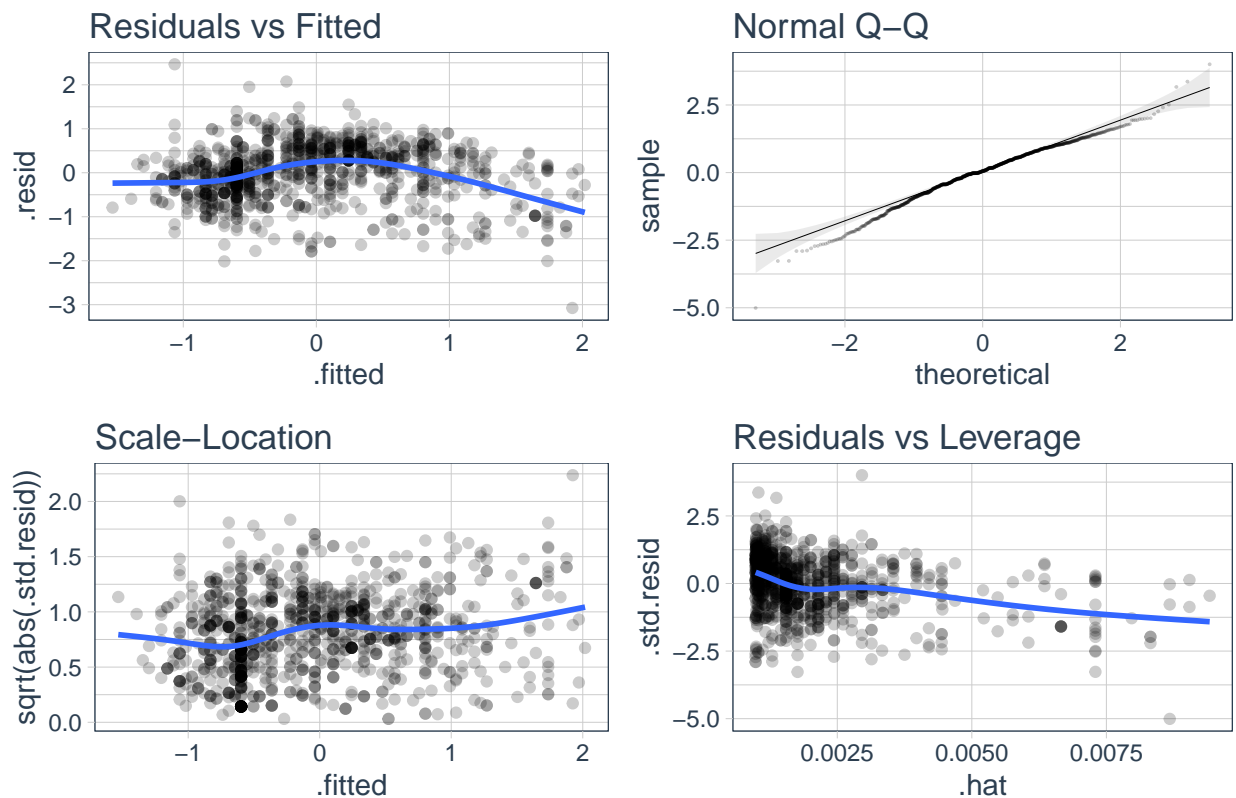 Residuals vs Fitted
2
1
0
−1
−2
−3
.resid
−1
0
1
2
.fitted
Normal Q−Q
2.5
0.0
−2.5
−5.0
sample
−2
0
2
theoretical
Scale−Location
2.0
1.5
1.0
0.5
0.0
sqrt(abs(.std.resid))
−1
0
1
2
.fitted
Residuals vs Leverage
2.5
0.0
−2.5
−5.0
.std.resid
0.0025
0.0050
0.0075
.hat